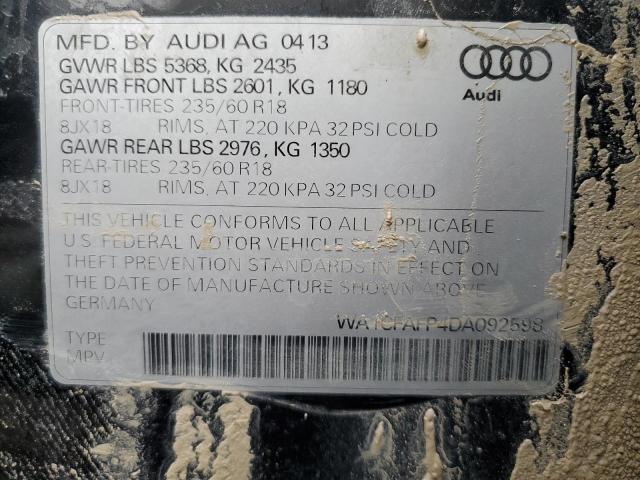 MFD. BY AUDI AG 04 13
GVWR LBS 5368, KG 2435
GAWR FRONT LBS 2601, KG 1180
FRONT-TIRES 235/60 R18
8JX18 RIMS, AT 220 KPA 32 PSI COLD
GAWR REAR LBS 2976, KG 1350
REAR-TIRES 235/60 R18
8JX18 RIMS, AT 220 KPA 32 PSI COLD
Audi
THIS VEHICLE CONFORMS TO ALL APPLICABLE
U.S. FEDERAL MOTOR VEHICLE SAFETY AND
THEFT PREVENTION STANDARDS IN EFFECT ON
THE DATE OF MANUFACTURE SHOWN ABOVE.
GERMANY
WA1CFAFP4DA092598
TYPE
MPV